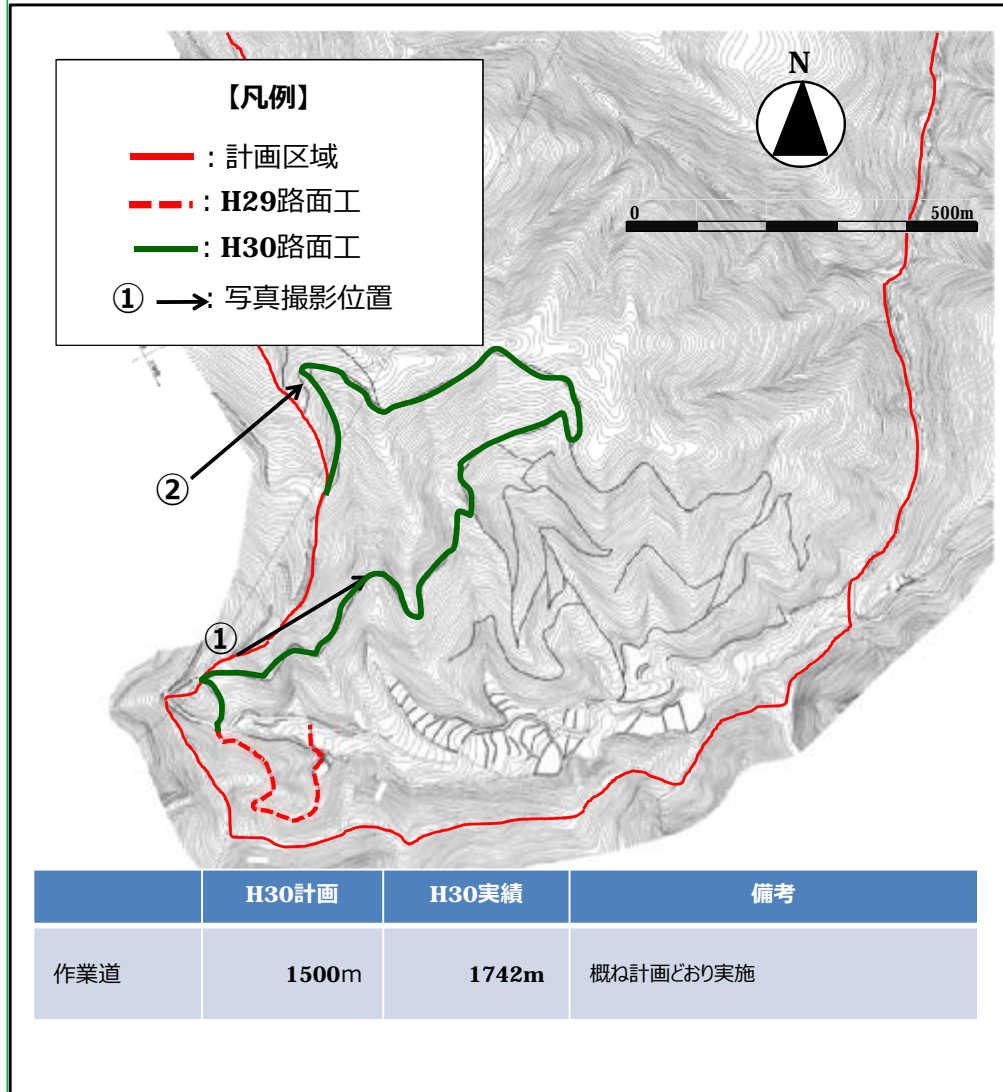 【凡例】
: 計画区域
: H29路面工
: H30路面工
① : 写真撮影位置
N
0 500m
②
①
H30計画 H30実績 備考
作業道 1500m 1742m 概ね計画どおり実施